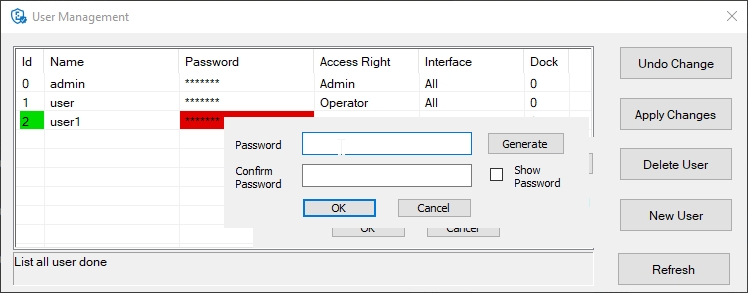 User Management
Id Name Password Access Right Interface Dock
0 admin ******* Admin All 0
1 user ******* Operator All 0
2 user1 *******
Password Generate
Confirm Password Show Password
OK Cancel
OK Cancel
List all user done
Undo Change
Apply Changes
Delete User
New User
Refresh